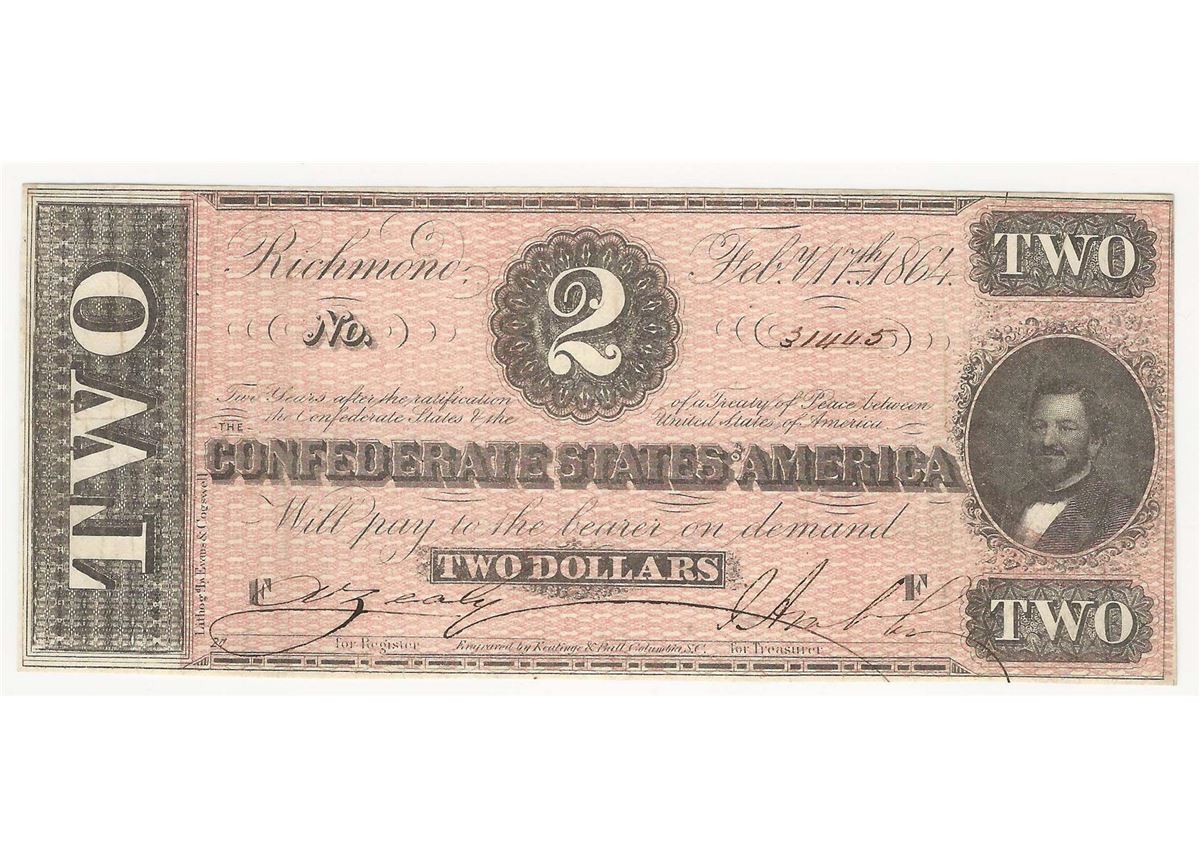 TWO
Richmond, 2 Feby. 17th 1864.
TWO
No. 31445
Two Years after the ratification of a Treaty of Peace between
the Confederate States & the United States of America
THE
CONFEDERATE STATES OF AMERICA
Will pay to the bearer on demand
TWO DOLLARS
F F
TWO
for Register Engraved by Keatinge & Ball, Columbia, S.C. for Treasurer
Lithog'd by Evans & Cogswell